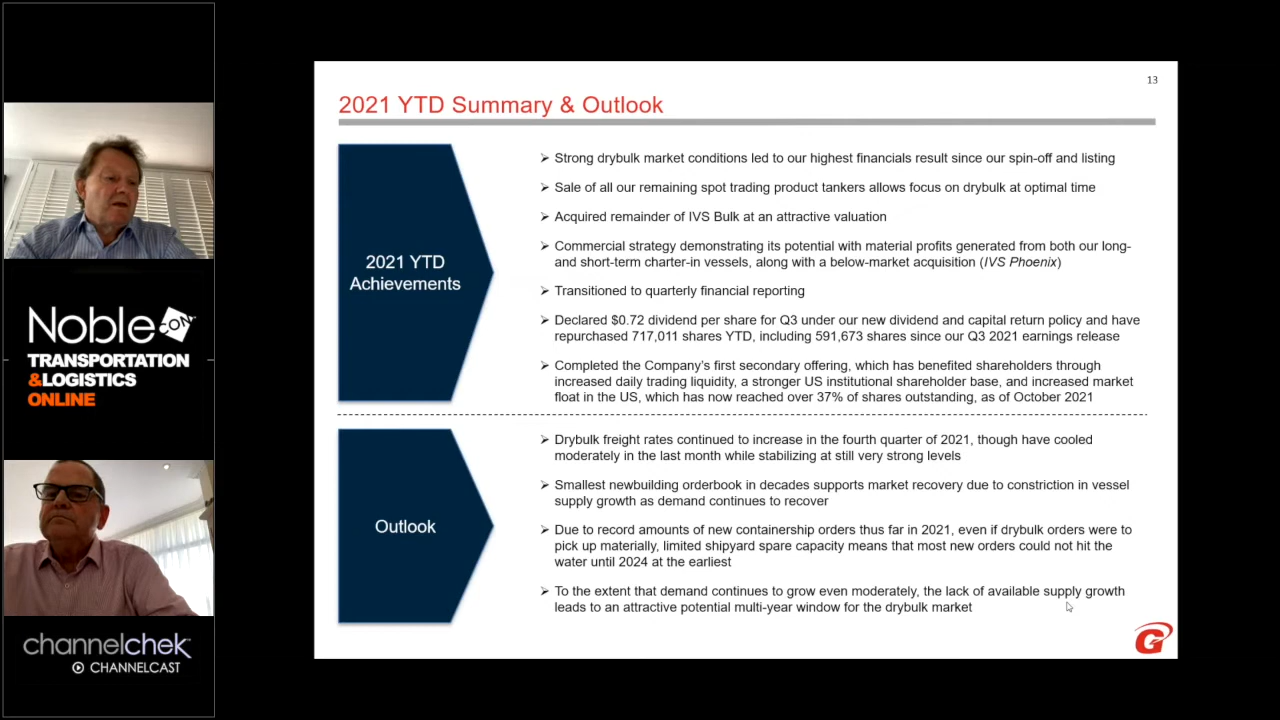 Noble
CON
TRANSPORTATION
&LOGISTICS
ONLINE
channelchek
CHANNELCAST
13
2021 YTD Summary & Outlook
2021 YTD
Achievements
Strong drybulk market conditions led to our highest financials result since our spin-off and listing
Sale of all our remaining spot trading product tankers allows focus on drybulk at optimal time
Acquired remainder of IVS Bulk at an attractive valuation
Commercial strategy demonstrating its potential with material profits generated from both our long-
and short-term charter-in vessels, along with a below-market acquisition (IVS Phoenix)
Transitioned to quarterly financial reporting
Declared $0.72 dividend per share for Q3 under our new dividend and capital return policy and have
repurchased 717,011 shares YTD, including 591,673 shares since our Q3 2021 earnings release
Completed the Company's first secondary offering, which has benefited shareholders through
increased daily trading liquidity, a stronger US institutional shareholder base, and increased market
float in the US, which has now reached over 37% of shares outstanding, as of October 2021
Outlook
Drybulk freight rates continued to increase in the fourth quarter of 2021, though have cooled
moderately in the last month while stabilizing at still very strong levels
Smallest newbuilding orderbook in decades supports market recovery due to constriction in vessel
supply growth as demand continues to recover
Due to record amounts of new containership orders thus far in 2021, even if drybulk orders were to
pick up materially, limited shipyard spare capacity means that most new orders could not hit the
water until 2024 at the earliest
To the extent that demand continues to grow even moderately, the lack of available supply growth
leads to an attractive potential multi-year window for the drybulk market
G